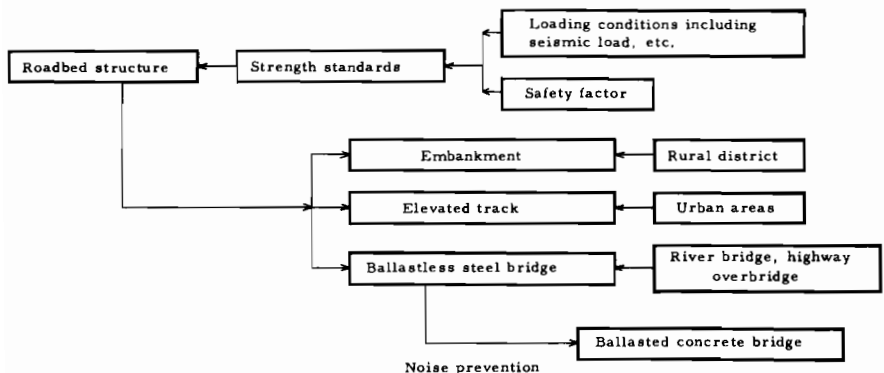 Loading conditions including
seismic load, etc.
Roadbed structure
Strength standards
Safety factor
Embankment
Rural district
Elevated track
Urban areas
Ballastless steel bridge
River bridge, highway
overbridge
Ballasted concrete bridge
Noise prevention